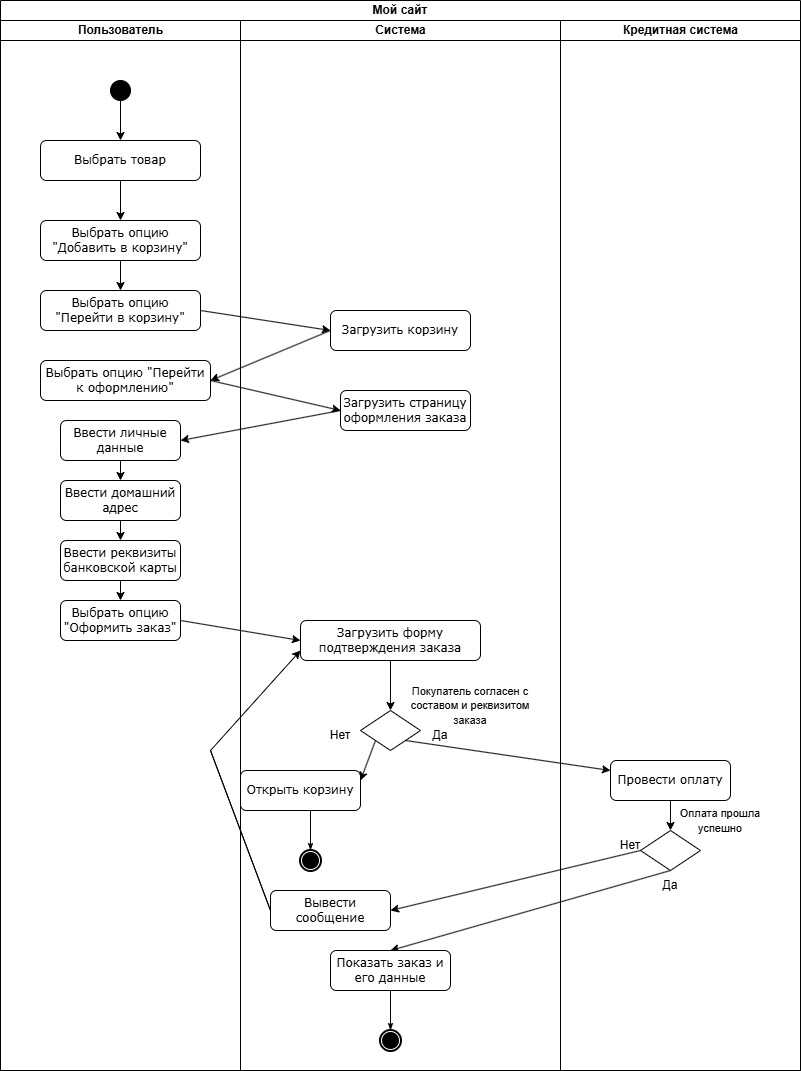 Мой сайт
Пользователь
Система
Кредитная система
Выбрать товар
Выбрать опцию
"Добавить в корзину"
Выбрать опцию
"Перейти в корзину"
Загрузить корзину
Выбрать опцию "Перейти
к оформлению"
Загрузить страницу
оформления заказа
Ввести личные
данные
Ввести домашний
адрес
Ввести реквизиты
банковской карты
Выбрать опцию
"Оформить заказ"
Загрузить форму
подтверждения заказа
Покупатель согласен с
составом и реквизитом
заказа
Нет
Да
Открыть корзину
Провести оплату
Оплата прошла
успешно
Нет
Да
Вывести
сообщение
Показать заказ и
его данные